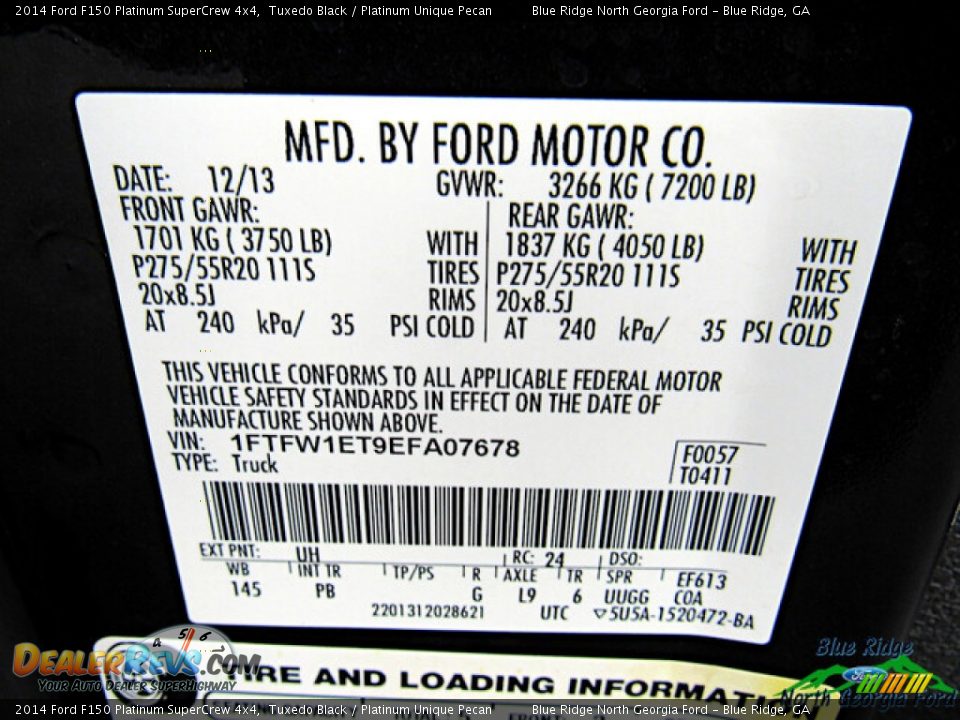 2014 Ford F150 Platinum SuperCrew 4x4, Tuxedo Black / Platinum Unique Pecan Blue Ridge North Georgia Ford - Blue Ridge, GA
MFD. BY FORD MOTOR CO.
DATE: 12/13 GVWR: 3266 KG ( 7200 LB)
FRONT GAWR: REAR GAWR:
1701 KG ( 3750 LB) WITH 1837 KG ( 4050 LB) WITH
P275/55R20 111S TIRES P275/55R20 111S TIRES
20x8.5J RIMS 20x8.5J RIMS
AT 240 kPa/ 35 PSI COLD AT 240 kPa/ 35 PSI COLD
THIS VEHICLE CONFORMS TO ALL APPLICABLE FEDERAL MOTOR
VEHICLE SAFETY STANDARDS IN EFFECT ON THE DATE OF
MANUFACTURE SHOWN ABOVE.
VIN: 1FTFW1ET9EFA07678
TYPE: Truck
F0057
T0411
EXT PNT: UH RC: 24 DSO:
WB INT TR TP/PS R AXLE TR SPR EF613
145 PB G L9 6 UUGG COA
2201312028621 UTC ▽5U5A-1520472-BA
TIRE AND LOADING INFORMAT
DEALERREVS.COM
YOUR AUTO DEALER SUPERHIGHWAY
4 5 6
Blue Ridge
Ford
North Georgia Ford
2014 Ford F150 Platinum SuperCrew 4x4, Tuxedo Black / Platinum Unique Pecan Blue Ridge North Georgia Ford - Blue Ridge, GA